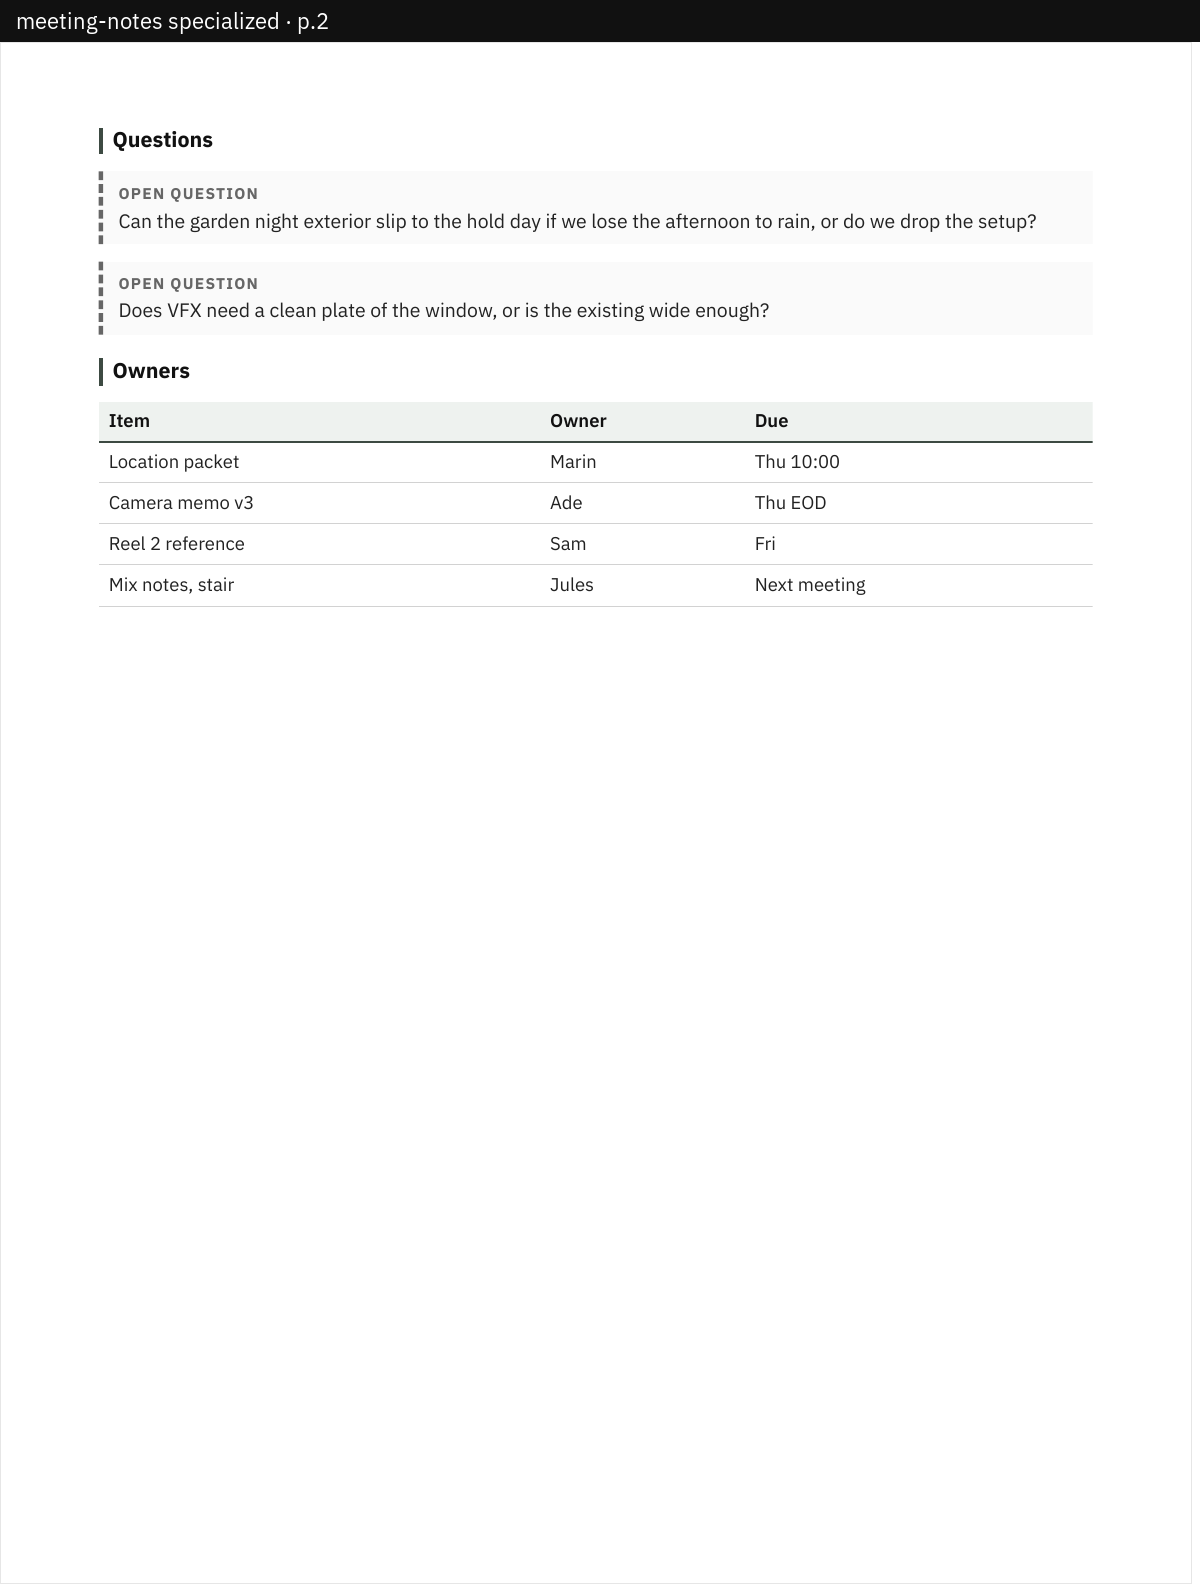 meeting-notes specialized · p.2
Questions
OPEN QUESTION
Can the garden night exterior slip to the hold day if we lose the afternoon to rain, or do we drop the setup?
OPEN QUESTION
Does VFX need a clean plate of the window, or is the existing wide enough?
Owners
Item Owner Due
Location packet Marin Thu 10:00
Camera memo v3 Ade Thu EOD
Reel 2 reference Sam Fri
Mix notes, stair Jules Next meeting